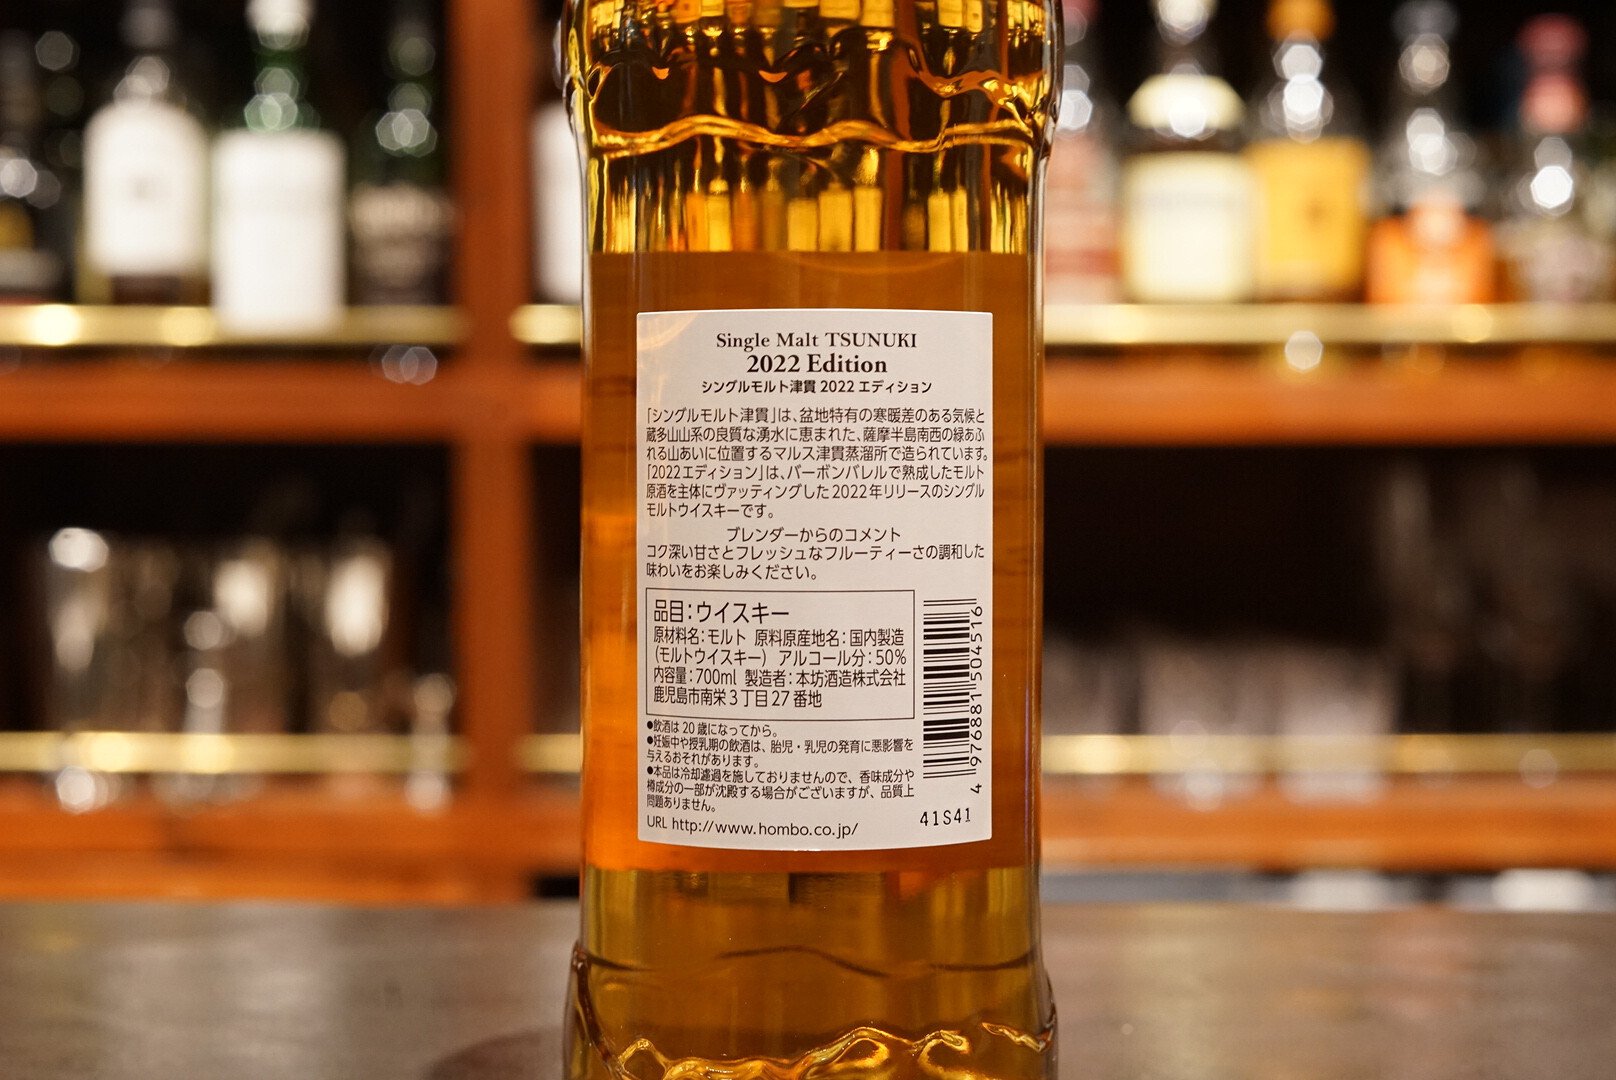 Single Malt TSUNUKI
2022 Edition
シングルモルト津貫 2022 エディション
「シングルモルト津貫」は、盆地特有の寒暖差のある気候と
蔵多山山系の良質な湧水に恵まれた、薩摩半島南西の緑あふ
れる山あいに位置するマルス津貫蒸溜所で造られています。
「2022エディション」は、バーボンバレルで熟成したモルト
原酒を主体にヴァッティングした2022年リリースのシングル
モルトウイスキーです。
ブレンダーからのコメント
コク深い甘さとフレッシュなフルーティーさの調和した
味わいをお楽しみください。
品目：ウイスキー
原材料名：モルト 原料原産地名：国内製造
（モルトウイスキー） アルコール分：50%
内容量：700ml 製造者：本坊酒造株式会社
鹿児島市南栄3丁目27番地
●飲酒は20歳になってから。
●妊娠中や授乳期の飲酒は、胎児・乳児の発育に悪影響を
与えるおそれがあります。
●本品は冷却濾過を施しておりませんので、香味成分や
樽成分の一部が沈殿する場合がございますが、品質上
問題ありません。
URL http://www.hombo.co.jp/
4 976881 504516
41S41